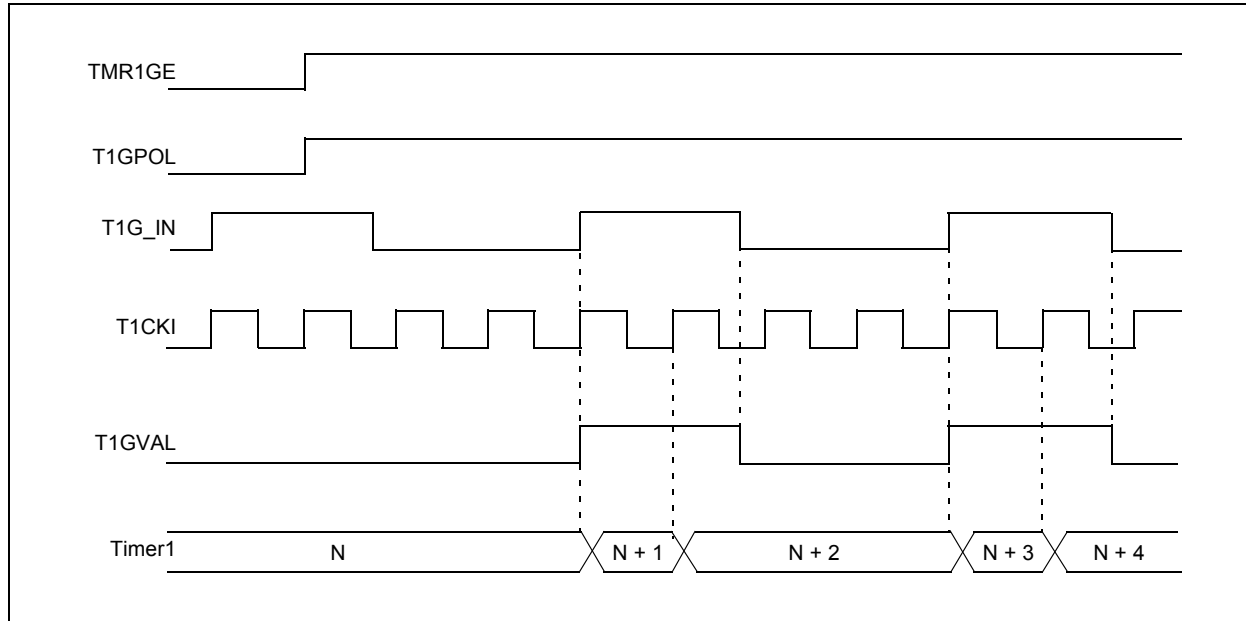 TMR1GE
T1GPOL
T1G_IN
T1CKI
T1GVAL
Timer1 N N + 1 N + 2 N + 3 N + 4